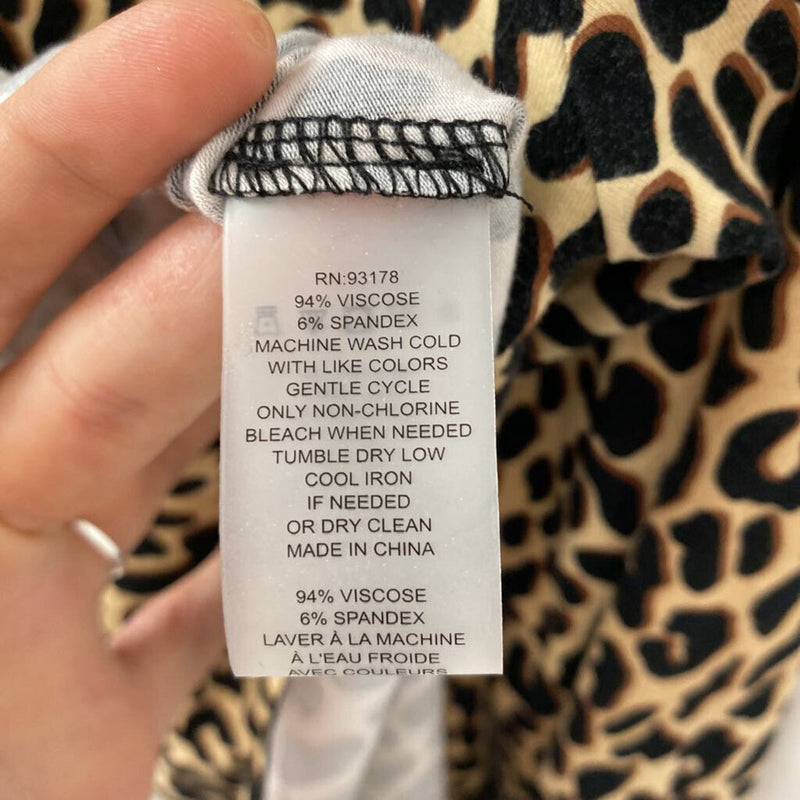 RN:93178
94% VISCOSE
6% SPANDEX
MACHINE WASH COLD
WITH LIKE COLORS
GENTLE CYCLE
ONLY NON-CHLORINE
BLEACH WHEN NEEDED
TUMBLE DRY LOW
COOL IRON
IF NEEDED
OR DRY CLEAN
MADE IN CHINA
94% VISCOSE
6% SPANDEX
LAVER À LA MACHINE
À L'EAU FROIDE
AVEC COULEURS